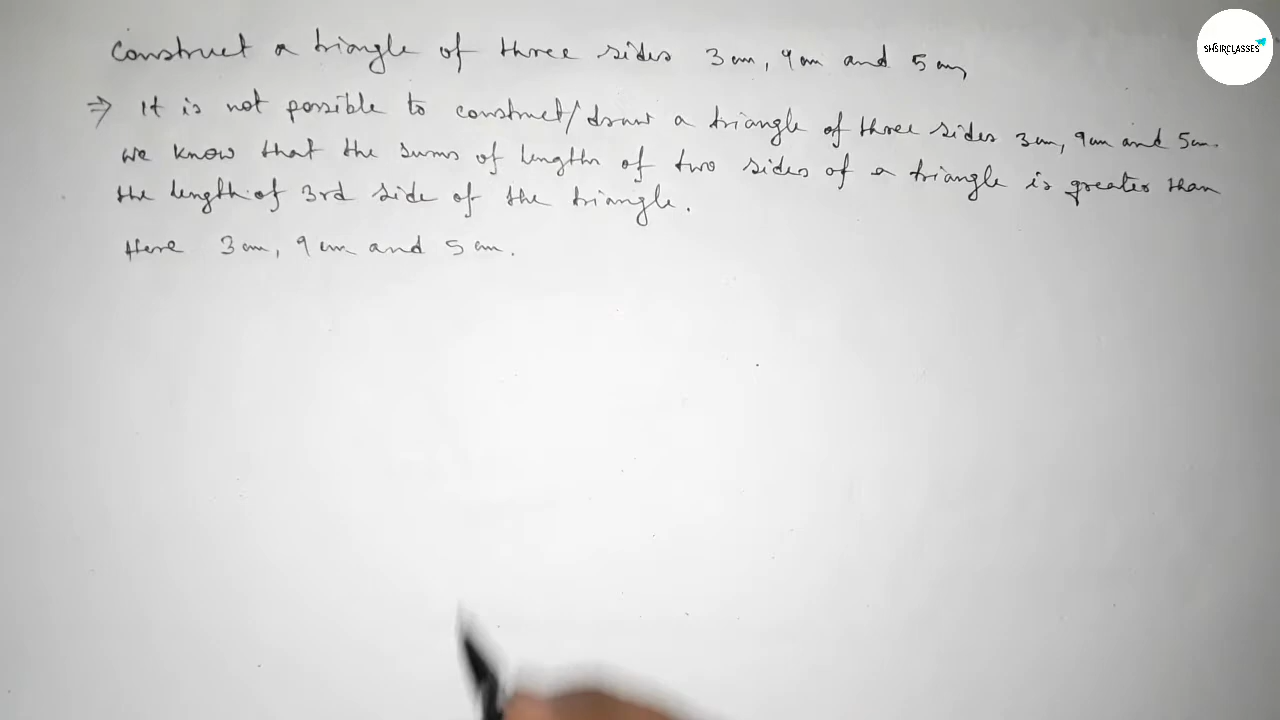 SHSIRCLASSES
Construct a triangle of three sides 3 cm, 9 cm and 5 cm,
⇒ It is not possible to construct/draw a triangle of three sides 3 cm, 9 cm and 5 cm.
We know that the sums of lengths of two sides of a triangle is greater than
the length of 3rd side of the triangle.
Here 3 cm, 9 cm and 5 cm.